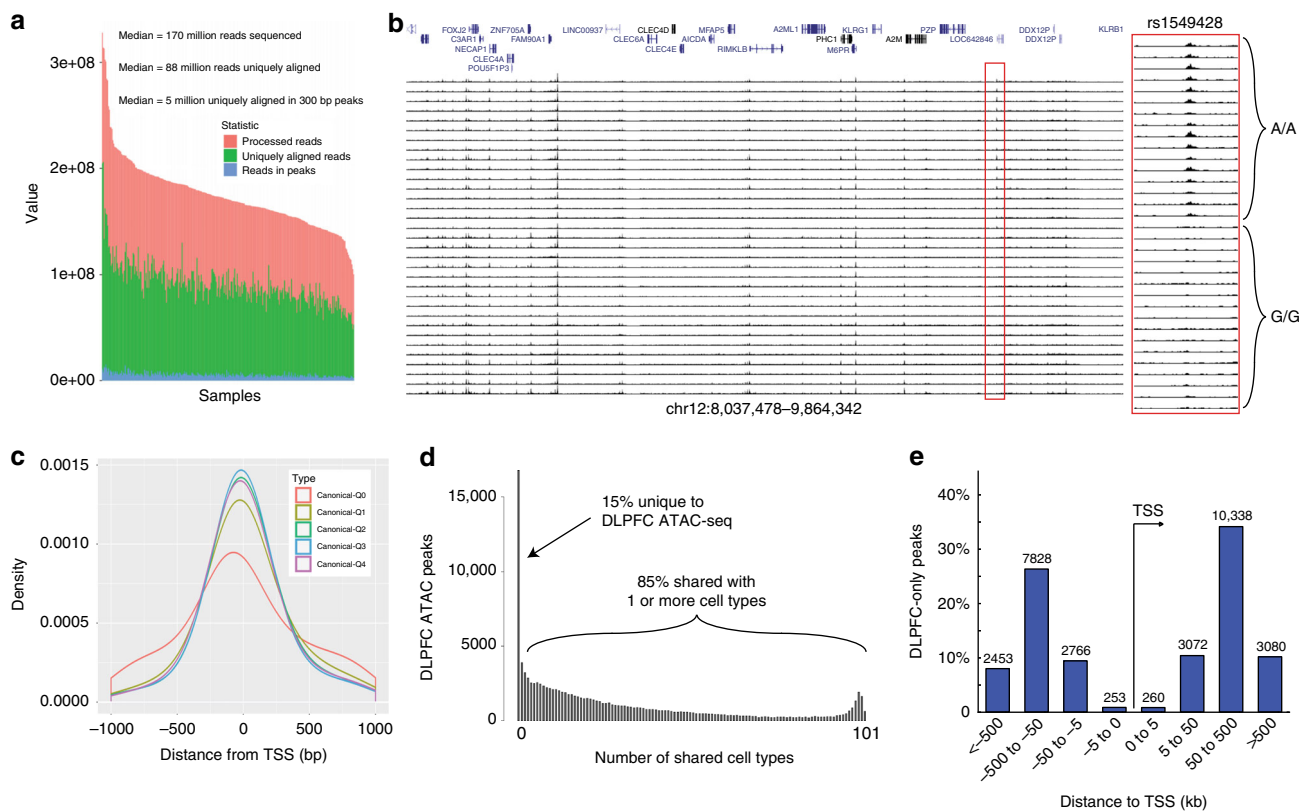 a
Median = 170 million reads sequenced
Median = 88 million reads uniquely aligned
Median = 5 million uniquely aligned in 300 bp peaks
Statistic
Processed reads
Uniquely aligned reads
Reads in peaks
3e+08
2e+08
1e+08
0e+00
Value
Samples
b
FOXJ2 ZNF705A LINC00937 CLEC4D MFAP5 A2ML1 KLRG1 PZP DDX12P KLRB1
C3AR1 FAM90A1 CLEC6A AICDA PHC1 A2M LOC642846 DDX12P
NECAP1 CLEC4E RIMKLB M6PR
CLEC4A
POU5F1P3
chr12:8,037,478–9,864,342
rs1549428
A/A
G/G
c
0.0015
0.0010
0.0005
0.0000
Density
Type
Canonical-Q0
Canonical-Q1
Canonical-Q2
Canonical-Q3
Canonical-Q4
−1000 −500 0 500 1000
Distance from TSS (bp)
d
15,000
10,000
5000
0
DLPFC ATAC peaks
15% unique to
DLPFC ATAC-seq
85% shared with
1 or more cell types
0 101
Number of shared cell types
e
40%
30%
20%
10%
0
DLPFC-only peaks
TSS
2453 7828 2766 253 260 3072 10,338 3080
<−500 −500 to −50 −50 to −5 −5 to 0 0 to 5 5 to 50 50 to 500 >500
Distance to TSS (kb)